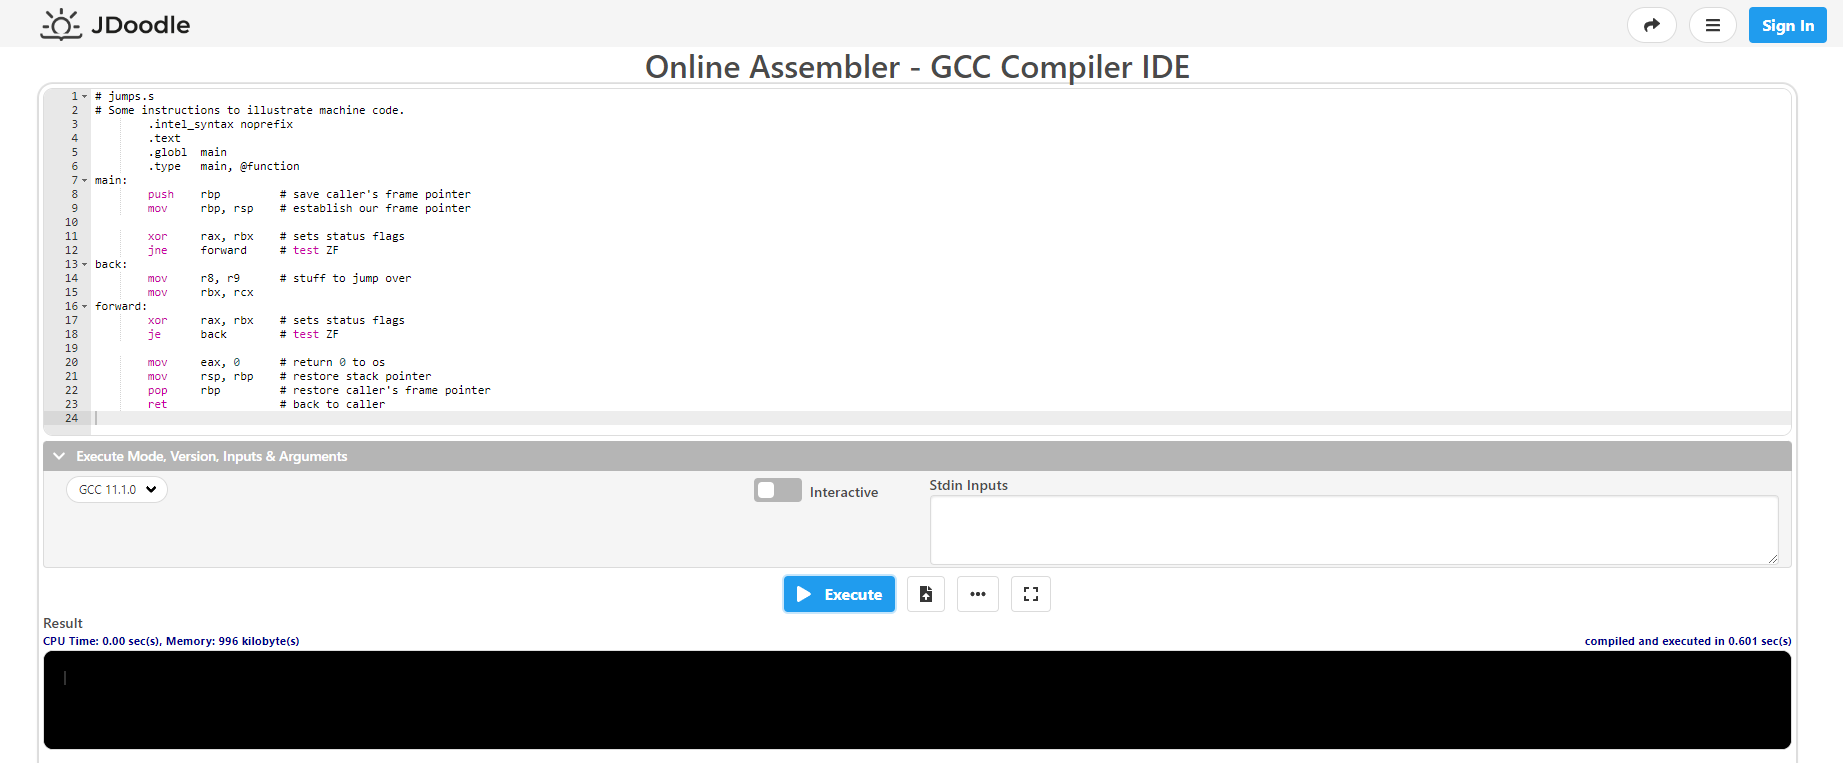 JDoodle
Sign In
Online Assembler - GCC Compiler IDE
1 # jumps.s
2 # Some instructions to illustrate machine code.
3 .intel_syntax noprefix
4 .text
5 .globl main
6 .type main, @function
7 main:
8 push rbp # save caller's frame pointer
9 mov rbp, rsp # establish our frame pointer
10
11 xor rax, rbx # sets status flags
12 jne forward # test ZF
13 back:
14 mov r8, r9 # stuff to jump over
15 mov rbx, rcx
16 forward:
17 xor rax, rbx # sets status flags
18 je back # test ZF
19
20 mov eax, 0 # return 0 to os
21 mov rsp, rbp # restore stack pointer
22 pop rbp # restore caller's frame pointer
23 ret # back to caller
24
Execute Mode, Version, Inputs & Arguments
GCC 11.1.0
Interactive
Stdin Inputs
Execute
Result
CPU Time: 0.00 sec(s), Memory: 996 kilobyte(s)
compiled and executed in 0.601 sec(s)